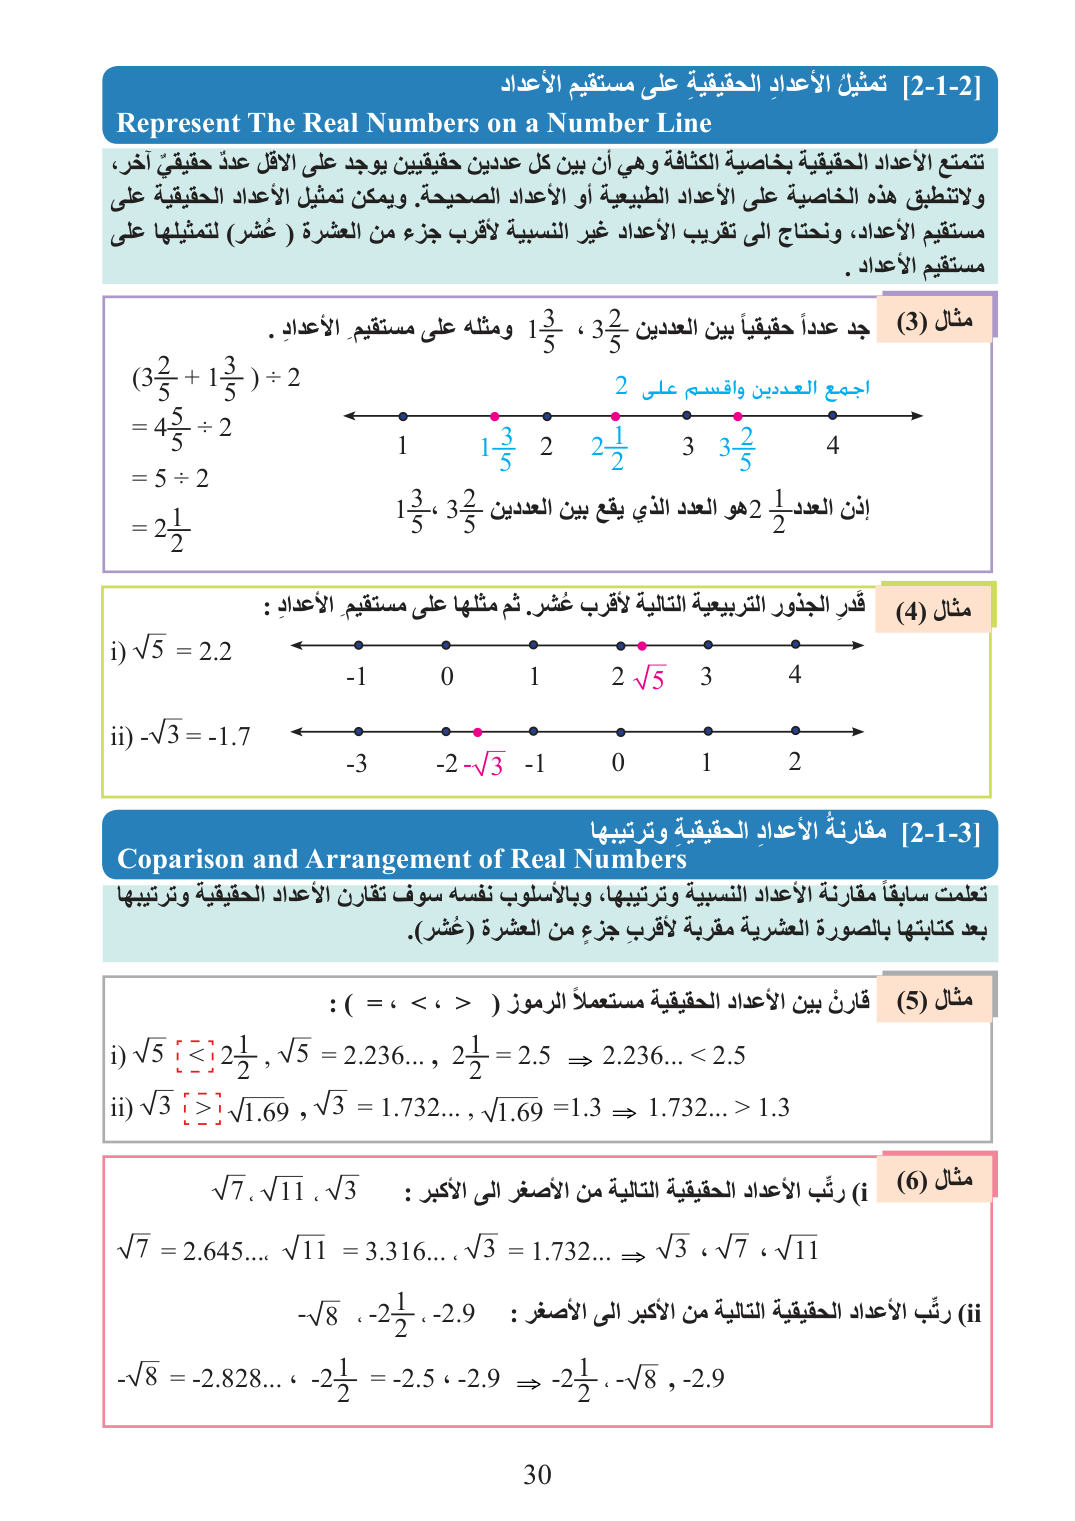 [2-1-2] تمثيلُ الأعدادِ الحقيقيةِ على مستقيم الأعداد
Represent The Real Numbers on a Number Line
تتمتع الأعداد الحقيقية بخاصية الكثافة وهي أن بين كل عددين حقيقيين يوجد على الاقل عددٌ حقيقيٌ آخر،
ولاتنطبق هذه الخاصية على الأعداد الطبيعية أو الأعداد الصحيحة. ويمكن تمثيل الأعداد الحقيقية على
مستقيم الأعداد، ونحتاج الى تقريب الأعداد غير النسبية لأقرب جزء من العشرة ( عُشر) لتمثيلها على
مستقيم الأعداد .
مثال (3)
جد عدداً حقيقياً بين العددين 3 2/5 ، 1 3/5 ومثله على مستقيمِ الأعدادِ .
(3 2/5 + 1 3/5 ) ÷ 2
اجمع العددين واقسم على 2
= 4 5/5 ÷ 2
1 1 3/5 2 2 1/2 3 3 2/5 4
= 5 ÷ 2
إذن العدد 2 1/2 هو العدد الذي يقع بين العددين 3 2/5 ، 1 3/5
= 2 1/2
مثال (4)
قَدرِ الجذور التربيعية التالية لأقرب عُشر. ثم مثلها على مستقيمِ الأعدادِ :
i) √5 = 2.2
-1 0 1 2 √5 3 4
ii) -√3 = -1.7
-3 -2 -√3 -1 0 1 2
[2-1-3] مقارنةُ الأعدادِ الحقيقيةِ وترتيبها
Coparison and Arrangement of Real Numbers
تعلمت سابقاً مقارنة الأعداد النسبية وترتيبها، وبالأسلوب نفسه سوف تقارن الأعداد الحقيقية وترتيبها
بعد كتابتها بالصورة العشرية مقربة لأقربِ جزءٍ من العشرة (عُشر).
مثال (5)
قارنْ بين الأعداد الحقيقية مستعملاً الرموز ( > ، < ، = ) :
i) √5 < 2 1/2 , √5 = 2.236... , 2 1/2 = 2.5 ⇒ 2.236... < 2.5
ii) √3 > √1.69 , √3 = 1.732... , √1.69 =1.3 ⇒ 1.732... > 1.3
مثال (6)
i) رتِّب الأعداد الحقيقية التالية من الأصغر الى الأكبر : √7 ، √11 ، √3
√7 = 2.645...، √11 = 3.316... ، √3 = 1.732... ⇒ √3 ، √7 ، √11
ii) رتِّب الأعداد الحقيقية التالية من الأكبر الى الأصغر : -√8 ، -2 1/2 ، -2.9
-√8 = -2.828... ، -2 1/2 = -2.5 ، -2.9 ⇒ -2 1/2 ، -√8 , -2.9
30